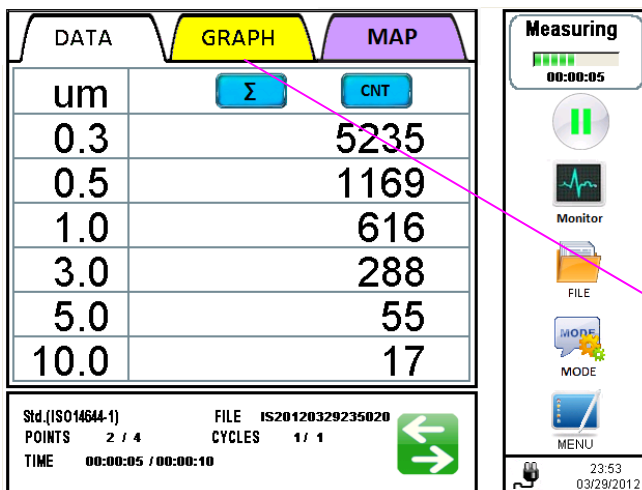 DATA GRAPH MAP
um Σ CNT
0.3 5235
0.5 1169
1.0 616
3.0 288
5.0 55
10.0 17
Std.(ISO14644-1) FILE IS20120329235020
POINTS 2 / 4 CYCLES 1/ 1
TIME 00:00:05 / 00:00:10
Measuring
00:00:05
Monitor
FILE
MODE
MODE
MENU
23:53
03/29/2012